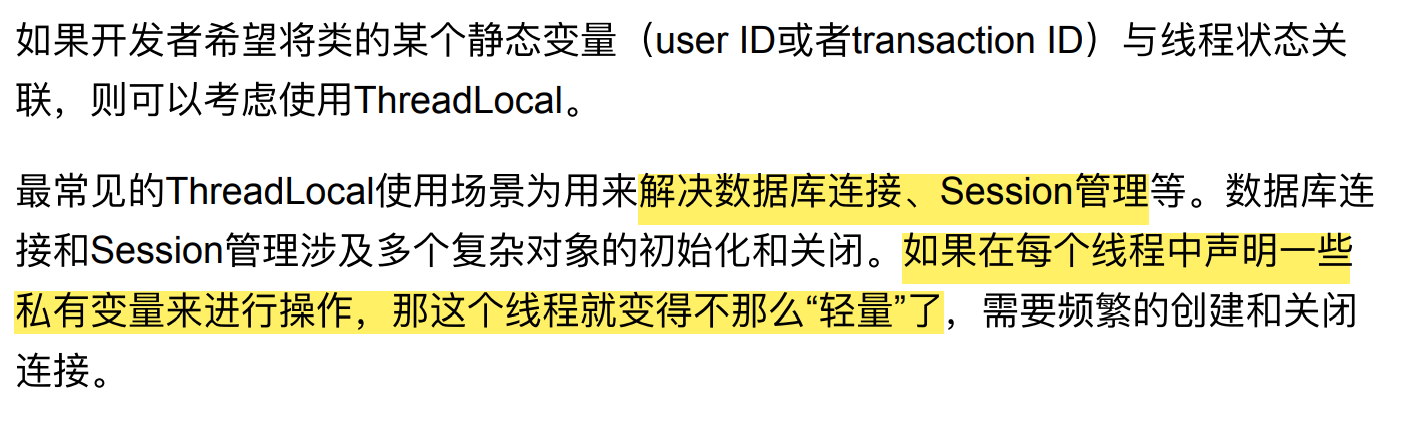 如果开发者希望将类的某个静态变量（user ID或者transaction ID）与线程状态关
联，则可以考虑使用ThreadLocal。
最常见的ThreadLocal使用场景为用来解决数据库连接、Session管理等。数据库连
接和Session管理涉及多个复杂对象的初始化和关闭。如果在每个线程中声明一些
私有变量来进行操作，那这个线程就变得不那么“轻量”了，需要频繁的创建和关闭
连接。